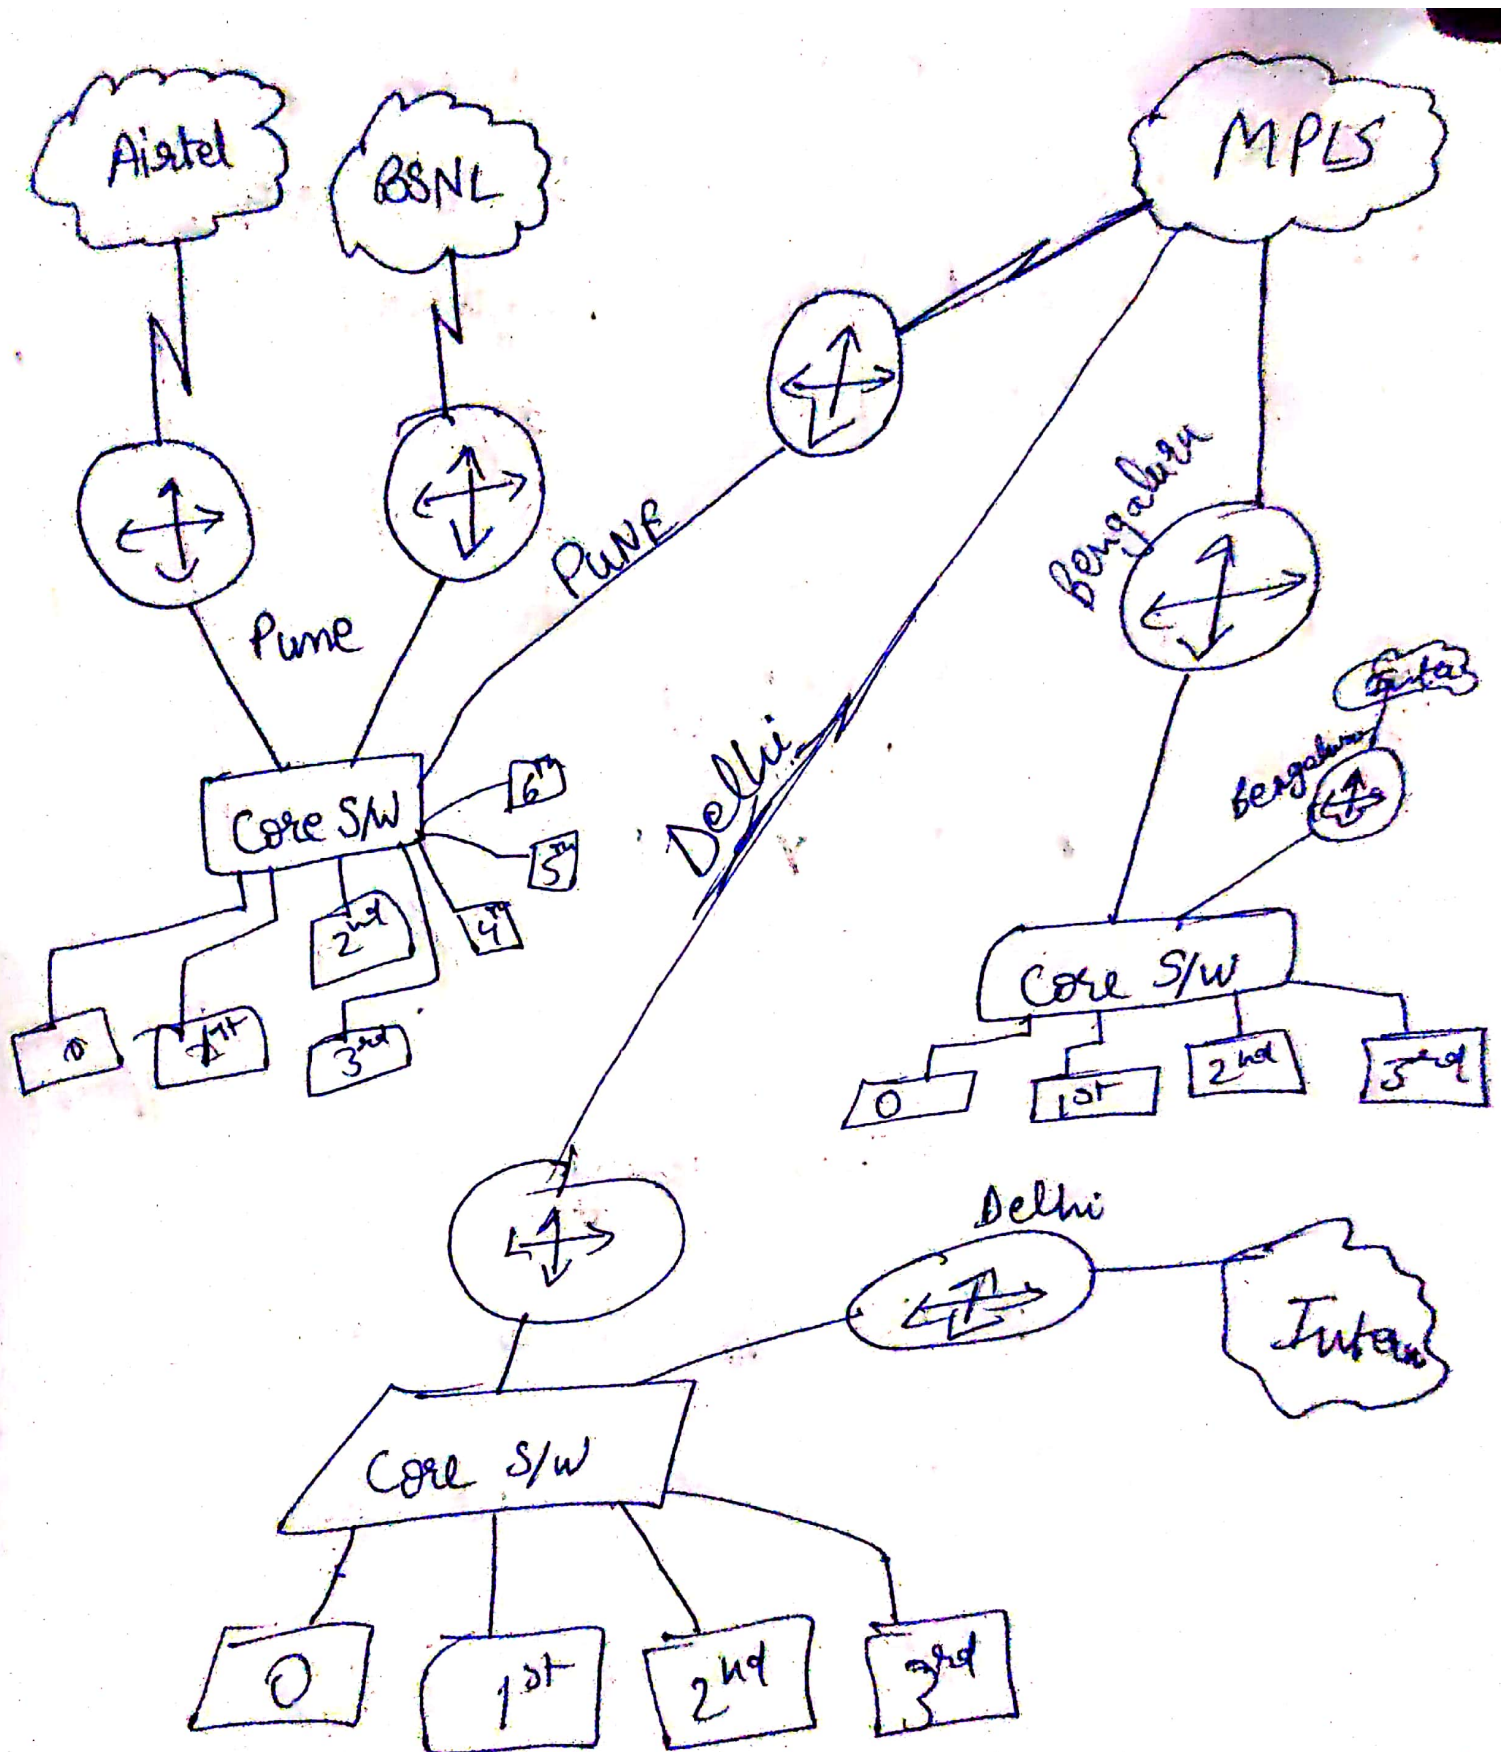 Airtel
BSNL
MPLS
Bengaluru
PUNE
Pune
Bengaluru
Delhi
Core S/W
6th
5th
4th
2nd
0
1st
3rd
Core S/W
0
1st
2nd
3rd
Delhi
Core S/W
0
1st
2nd
3rd